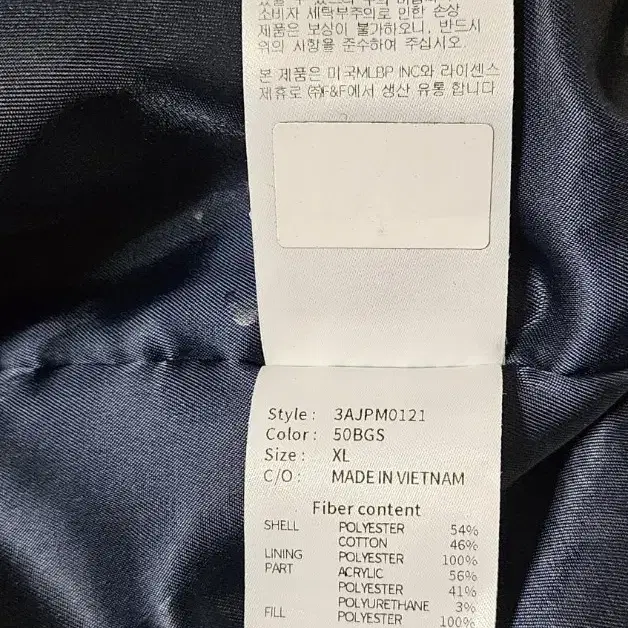 소비자 세탁부주의로 인한 손상
제품은 보상이 불가하오니, 반드시
위의 사항을 준수하여 주십시오.
본 제품은 미국MLBP INC와 라이센스
제휴로 ㈜F&F에서 생산 유통 합니다
Style : 3AJPM0121
Color : 50BGS
Size : XL
C/O : MADE IN VIETNAM
Fiber content
SHELL POLYESTER 54%
COTTON 46%
LINING POLYESTER 100%
PART ACRYLIC 56%
POLYESTER 41%
POLYURETHANE 3%
FILL POLYESTER 100%